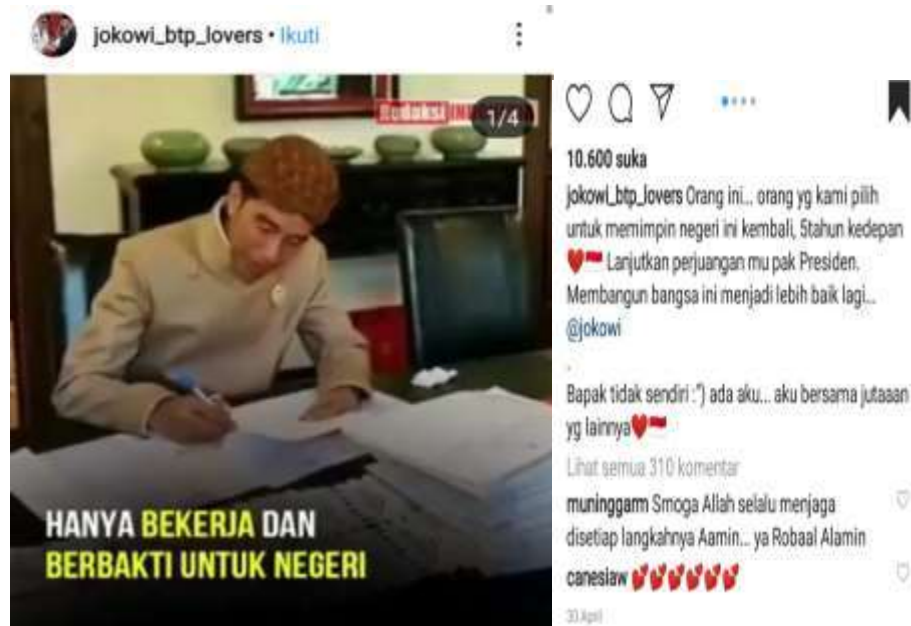 jokowi_btp_lovers • Ikuti
Redaksi
1/4
HANYA BEKERJA DAN
BERBAKTI UNTUK NEGERI
10.600 suka
jokowi_btp_lovers Orang ini... orang yg kami pilih
untuk memimpin negeri ini kembali, 5tahun kedepan
❤️🇮🇩 Lanjutkan perjuangan mu pak Presiden.
Membangun bangsa ini menjadi lebih baik lagi...
@jokowi
.
Bapak tidak sendiri :") ada aku... aku bersama jutaaan
yg lainnya❤️🇮🇩
Lihat semua 310 komentar
muninggarm Smoga Allah selalu menjaga
disetiap langkahnya Aamin... ya Robaal Alamin
canesiaw 💕💕💕💕💕💕
30 April